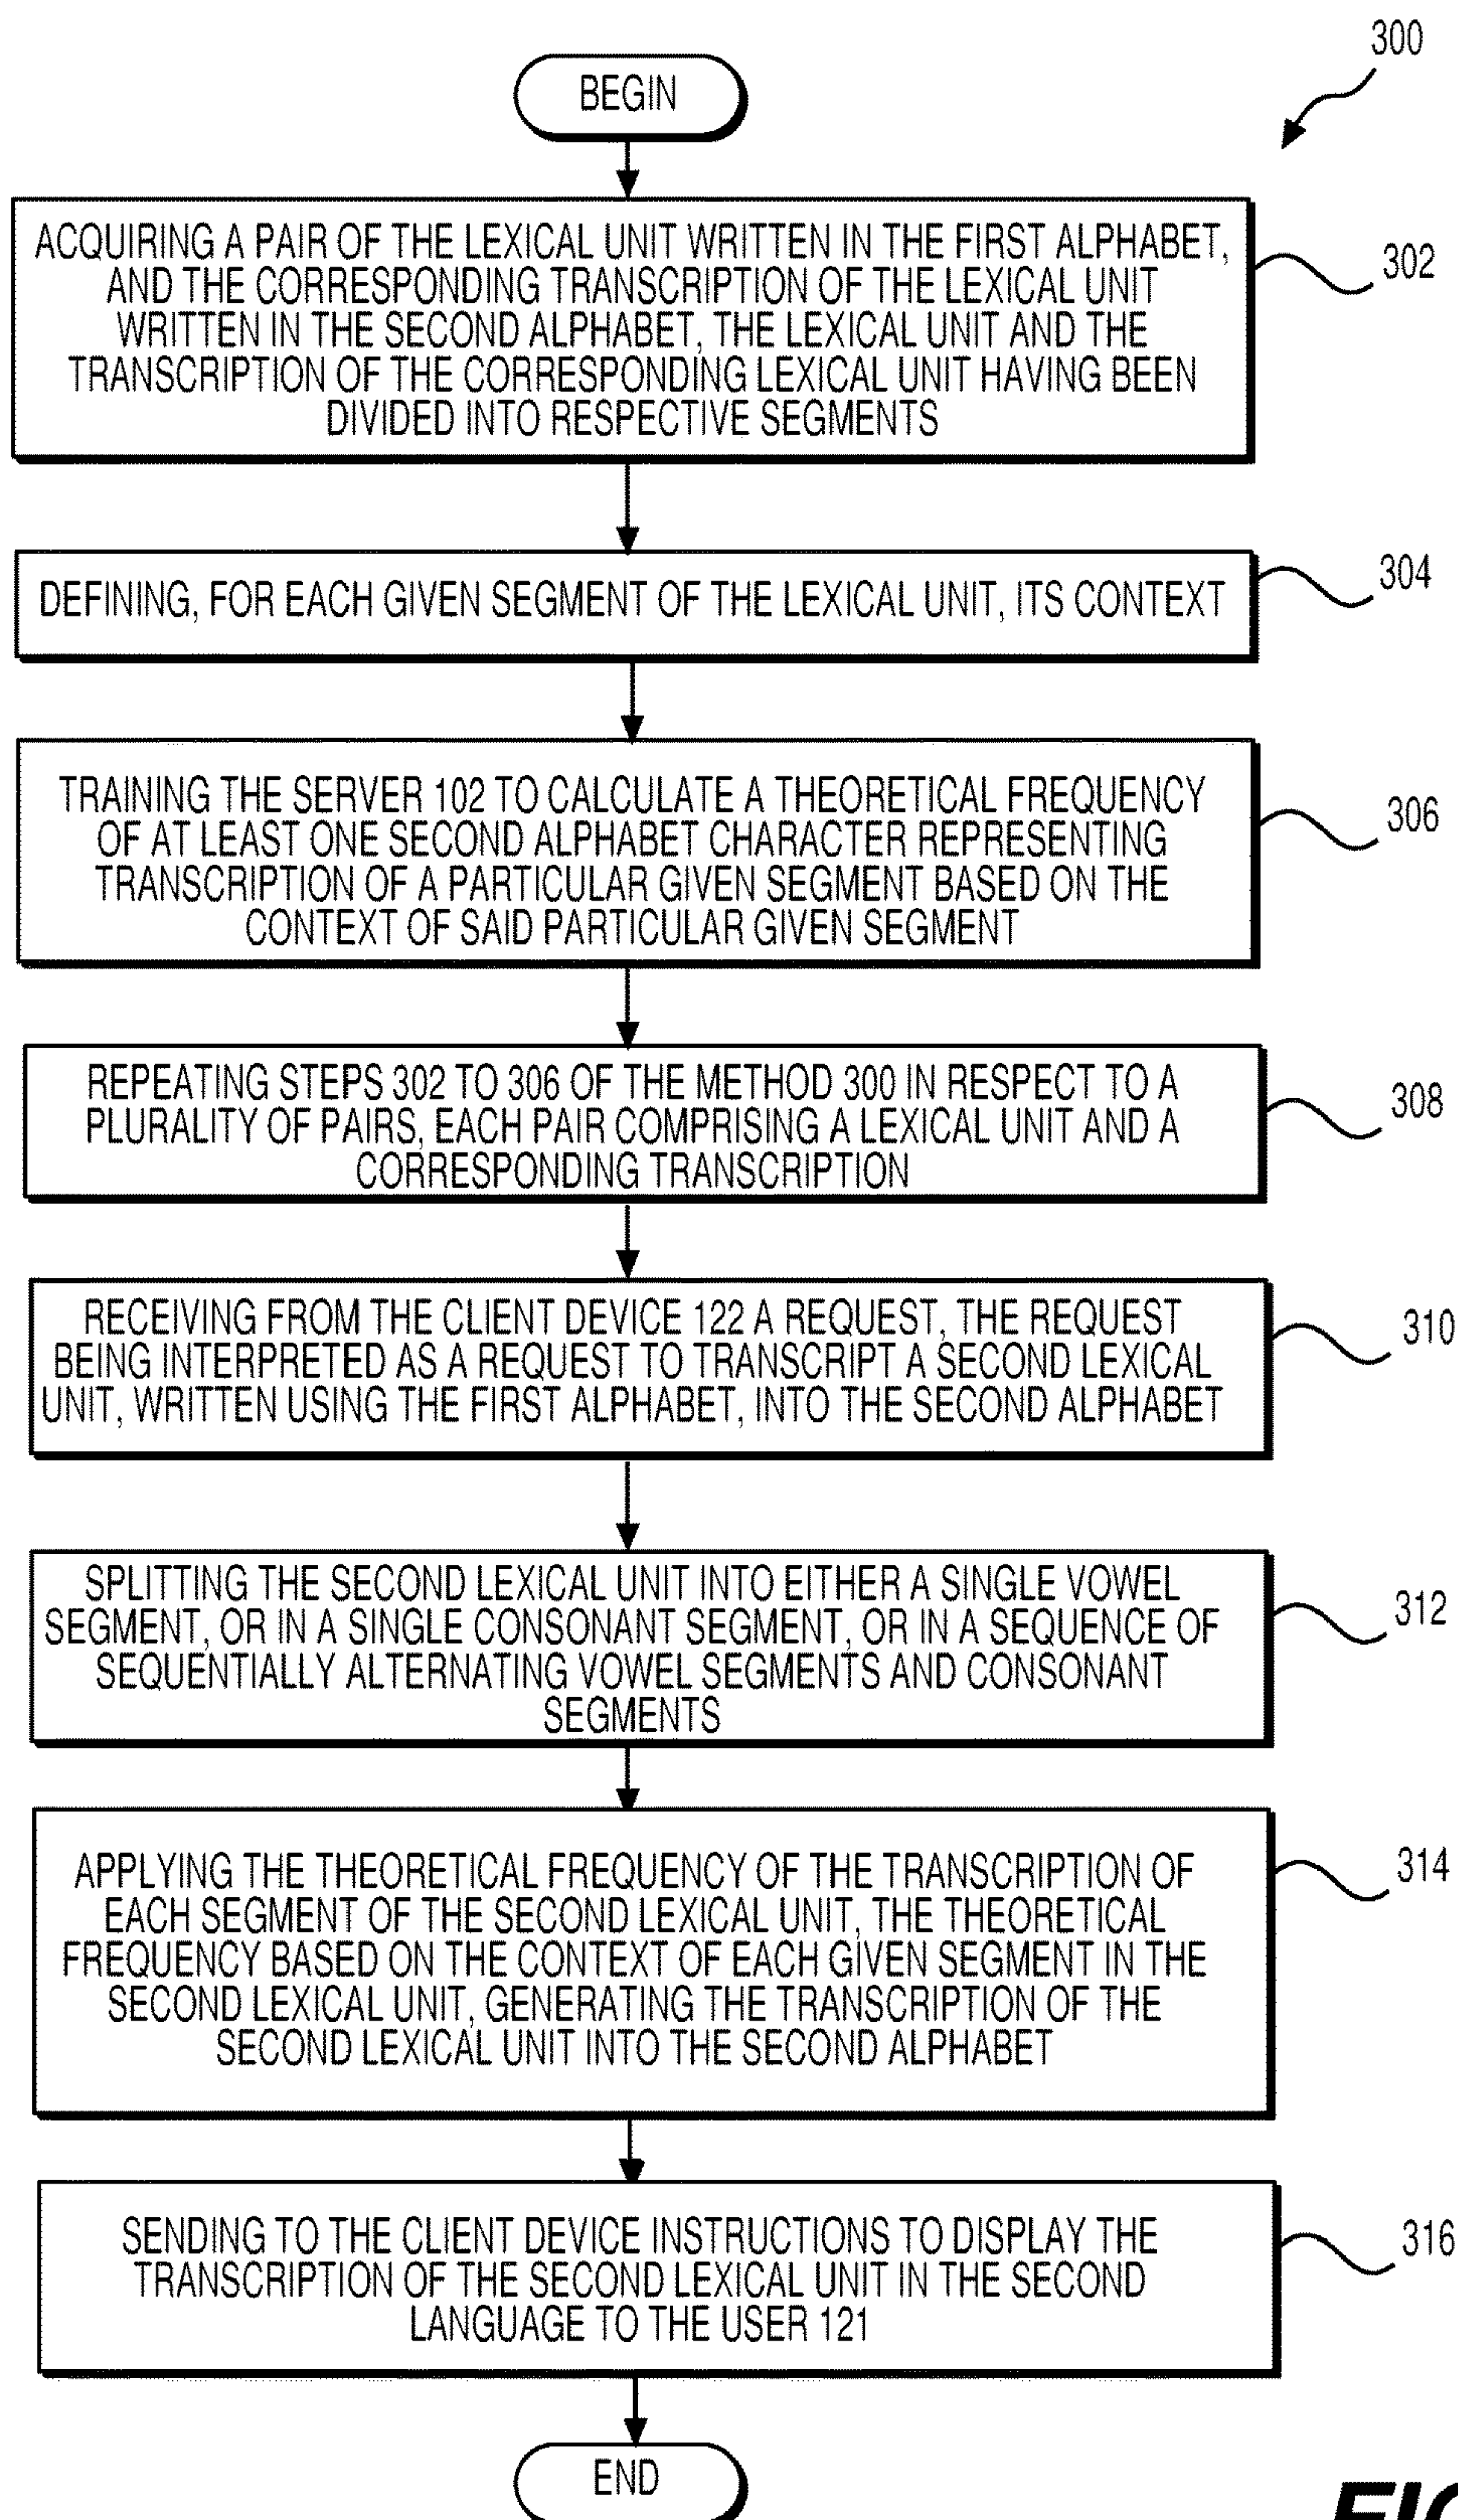 300
BEGIN
ACQUIRING A PAIR OF THE LEXICAL UNIT WRITTEN IN THE FIRST ALPHABET,
AND THE CORRESPONDING TRANSCRIPTION OF THE LEXICAL UNIT
WRITTEN IN THE SECOND ALPHABET, THE LEXICAL UNIT AND THE
TRANSCRIPTION OF THE CORRESPONDING LEXICAL UNIT HAVING BEEN
DIVIDED INTO RESPECTIVE SEGMENTS
302
DEFINING, FOR EACH GIVEN SEGMENT OF THE LEXICAL UNIT, ITS CONTEXT
304
TRAINING THE SERVER 102 TO CALCULATE A THEORETICAL FREQUENCY
OF AT LEAST ONE SECOND ALPHABET CHARACTER REPRESENTING
TRANSCRIPTION OF A PARTICULAR GIVEN SEGMENT BASED ON THE
CONTEXT OF SAID PARTICULAR GIVEN SEGMENT
306
REPEATING STEPS 302 TO 306 OF THE METHOD 300 IN RESPECT TO A
PLURALITY OF PAIRS, EACH PAIR COMPRISING A LEXICAL UNIT AND A
CORRESPONDING TRANSCRIPTION
308
RECEIVING FROM THE CLIENT DEVICE 122 A REQUEST, THE REQUEST
BEING INTERPRETED AS A REQUEST TO TRANSCRIPT A SECOND LEXICAL
UNIT, WRITTEN USING THE FIRST ALPHABET, INTO THE SECOND ALPHABET
310
SPLITTING THE SECOND LEXICAL UNIT INTO EITHER A SINGLE VOWEL
SEGMENT, OR IN A SINGLE CONSONANT SEGMENT, OR IN A SEQUENCE OF
SEQUENTIALLY ALTERNATING VOWEL SEGMENTS AND CONSONANT
SEGMENTS
312
APPLYING THE THEORETICAL FREQUENCY OF THE TRANSCRIPTION OF
EACH SEGMENT OF THE SECOND LEXICAL UNIT, THE THEORETICAL
FREQUENCY BASED ON THE CONTEXT OF EACH GIVEN SEGMENT IN THE
SECOND LEXICAL UNIT, GENERATING THE TRANSCRIPTION OF THE
SECOND LEXICAL UNIT INTO THE SECOND ALPHABET
314
SENDING TO THE CLIENT DEVICE INSTRUCTIONS TO DISPLAY THE
TRANSCRIPTION OF THE SECOND LEXICAL UNIT IN THE SECOND
LANGUAGE TO THE USER 121
316
END